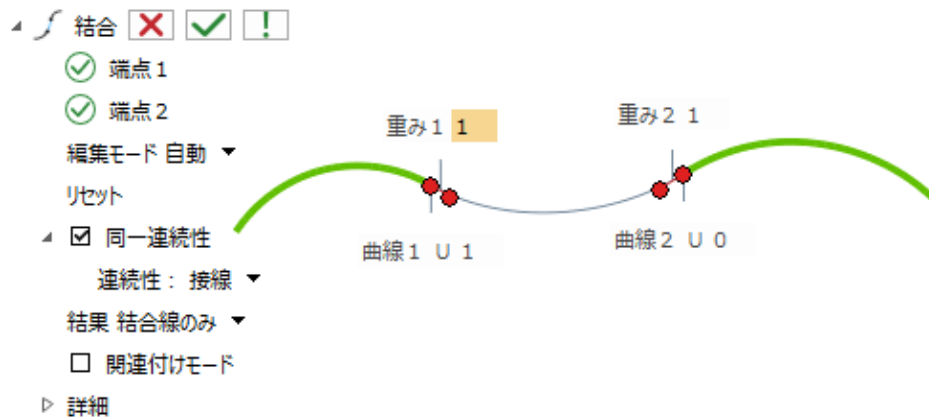 結合
端点1
端点2
編集モード 自動
リセット
同一連続性
連続性： 接線
結果 結合線のみ
関連付けモード
詳細
重み1 1
重み2 1
曲線1 U 1
曲線2 U 0